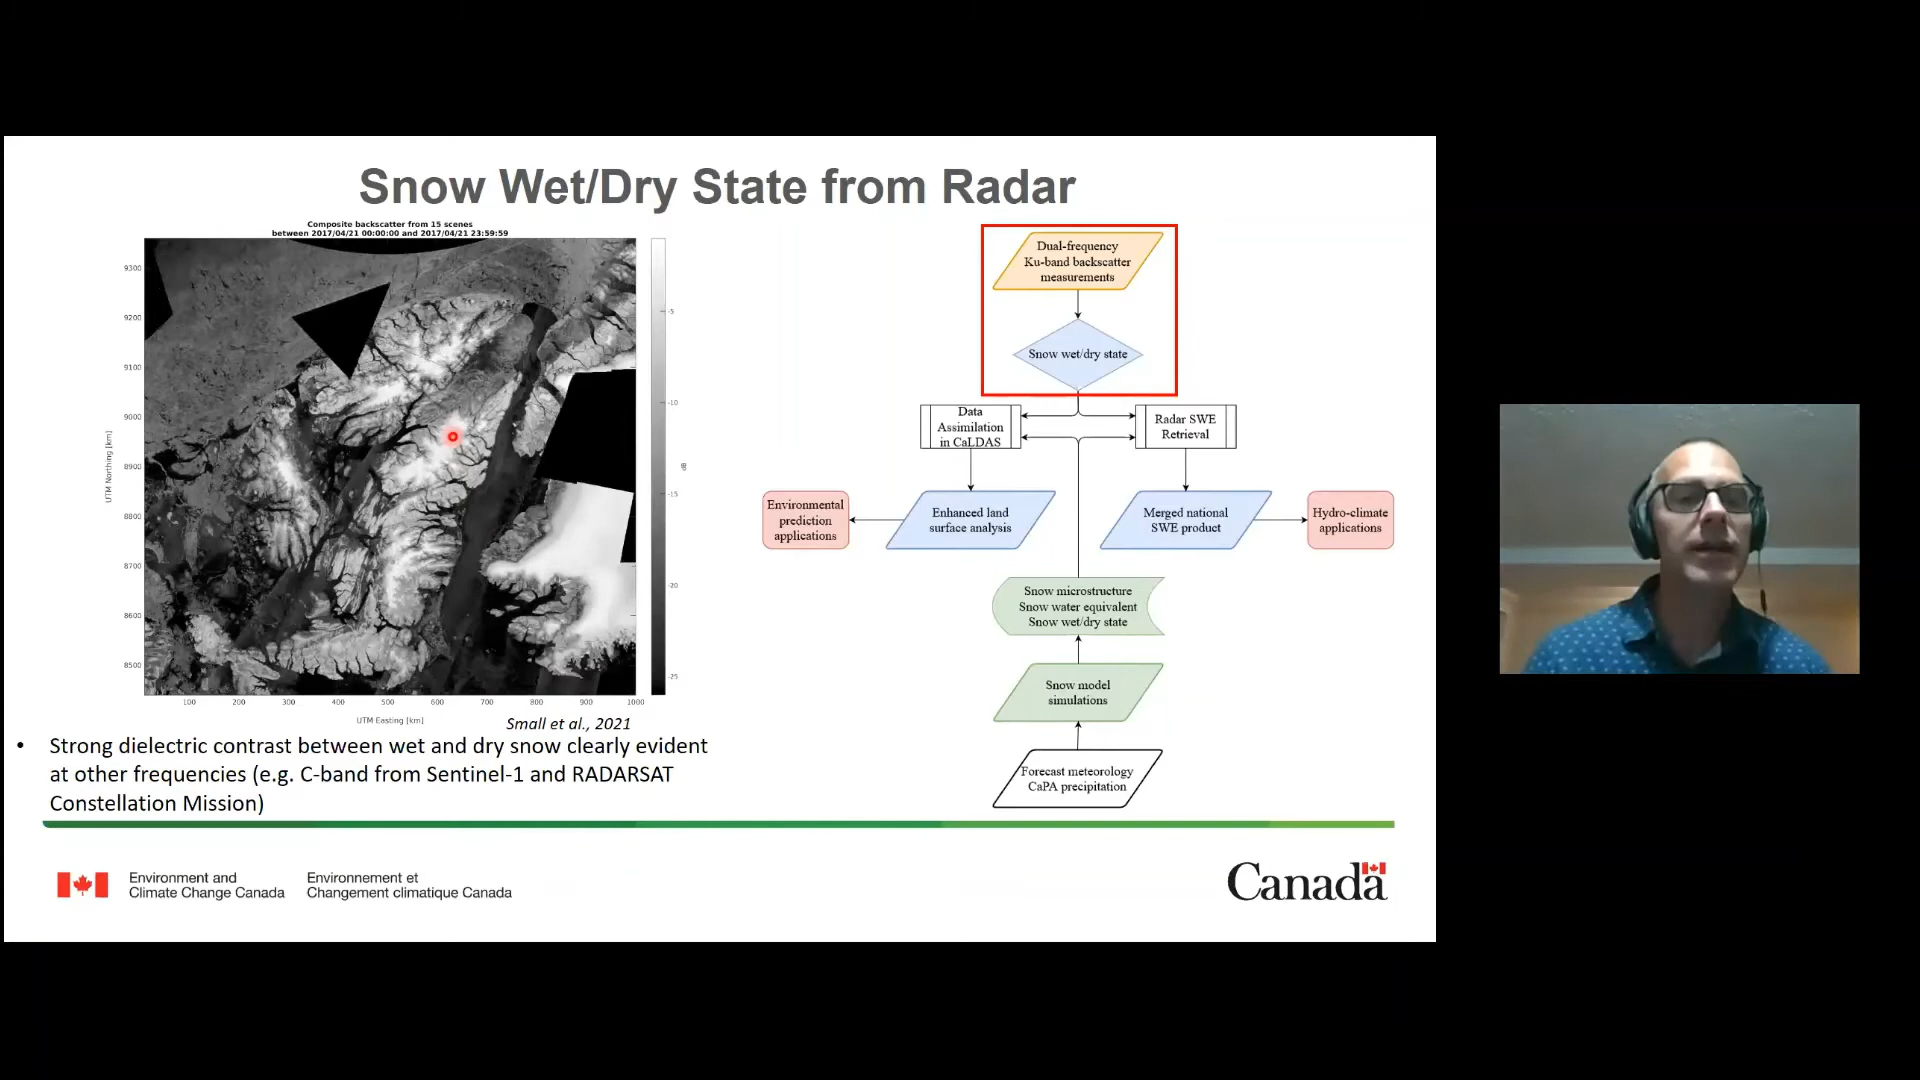 Snow Wet/Dry State from Radar
Composite backscatter from 15 scenes
between 2017/04/21 00:00:00 and 2017/04/21 23:59:59
9300
9200
9100
9000
8900
8800
8700
8600
8500
UTM Northing [km]
100 200 300 400 500 600 700 800 900 1000
UTM Easting [km]
-5
-10
-15
-20
-25
dB
Small et al., 2021
• Strong dielectric contrast between wet and dry snow clearly evident
at other frequencies (e.g. C-band from Sentinel-1 and RADARSAT
Constellation Mission)
Dual-frequency
Ku-band backscatter
measurements
Snow wet/dry state
Data
Assimilation
in CaLDAS
Radar SWE
Retrieval
Environmental
prediction
applications
Enhanced land
surface analysis
Merged national
SWE product
Hydro-climate
applications
Snow microstructure
Snow water equivalent
Snow wet/dry state
Snow model
simulations
Forecast meteorology
CaPA precipitation
Environment and
Climate Change Canada
Environnement et
Changement climatique Canada
Canada